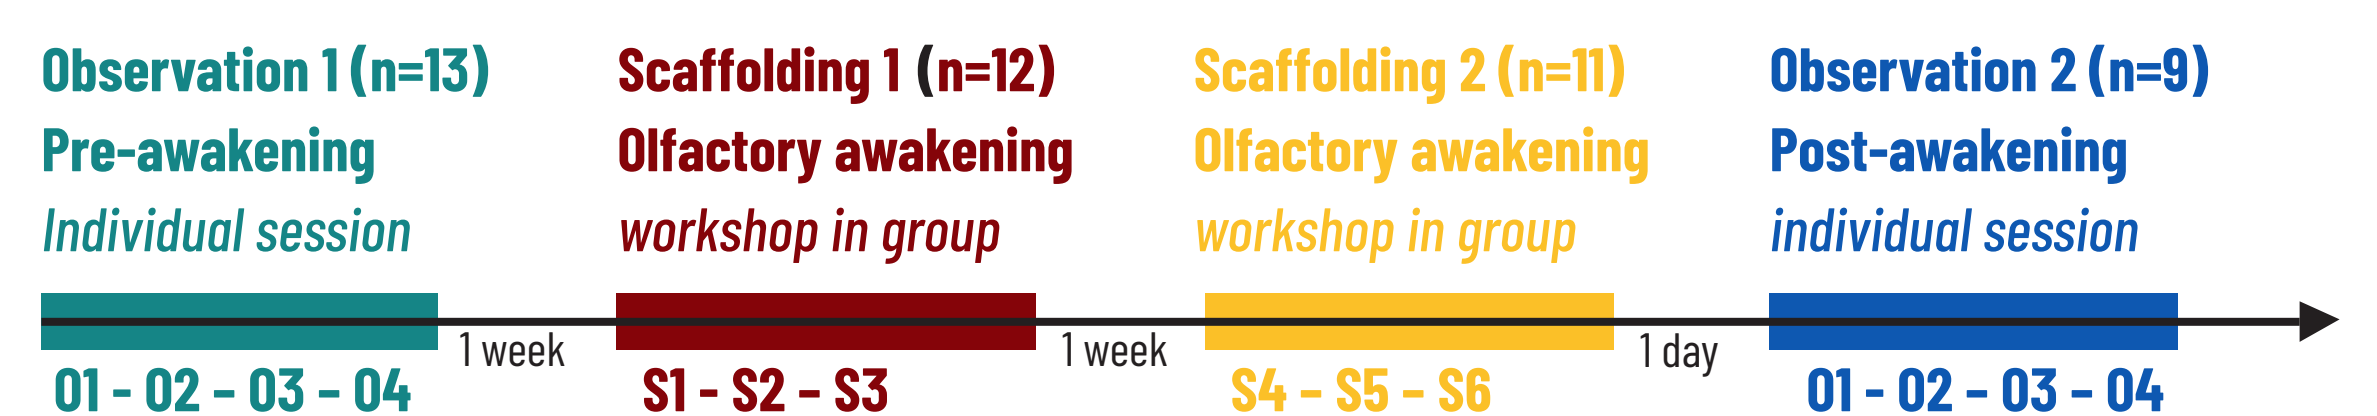 Observation 1 (n=13)
Pre-awakening
Individual session
O1 - O2 – O3 – O4
1 week
Scaffolding 1 (n=12)
Olfactory awakening
workshop in group
S1 - S2 – S3
1 week
Scaffolding 2 (n=11)
Olfactory awakening
workshop in group
S4 – S5 – S6
1 day
Observation 2 (n=9)
Post-awakening
individual session
O1 - O2 – O3 – O4